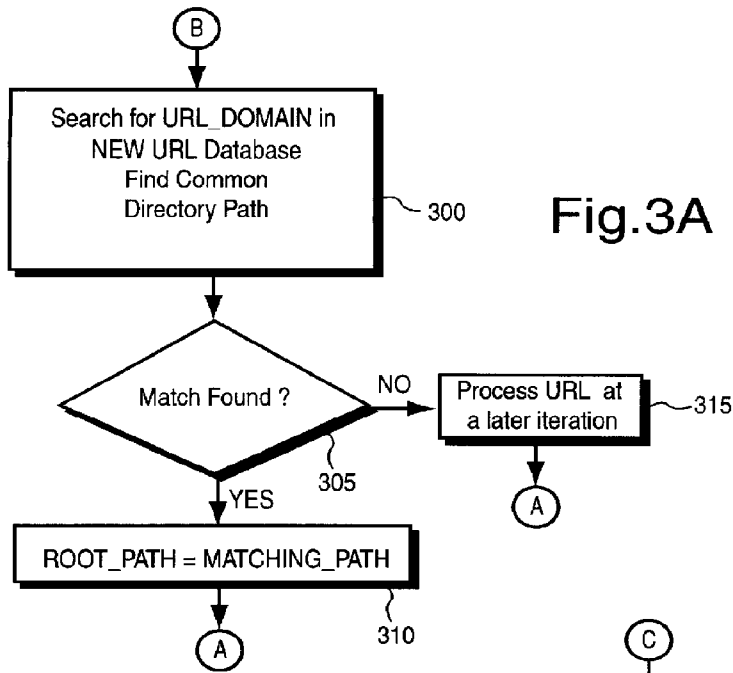 B
Search for URL_DOMAIN in
NEW URL Database
Find Common
Directory Path
300
Fig.3A
Match Found ?
NO
305
YES
Process URL at
a later iteration
315
A
ROOT_PATH = MATCHING_PATH
310
A
C